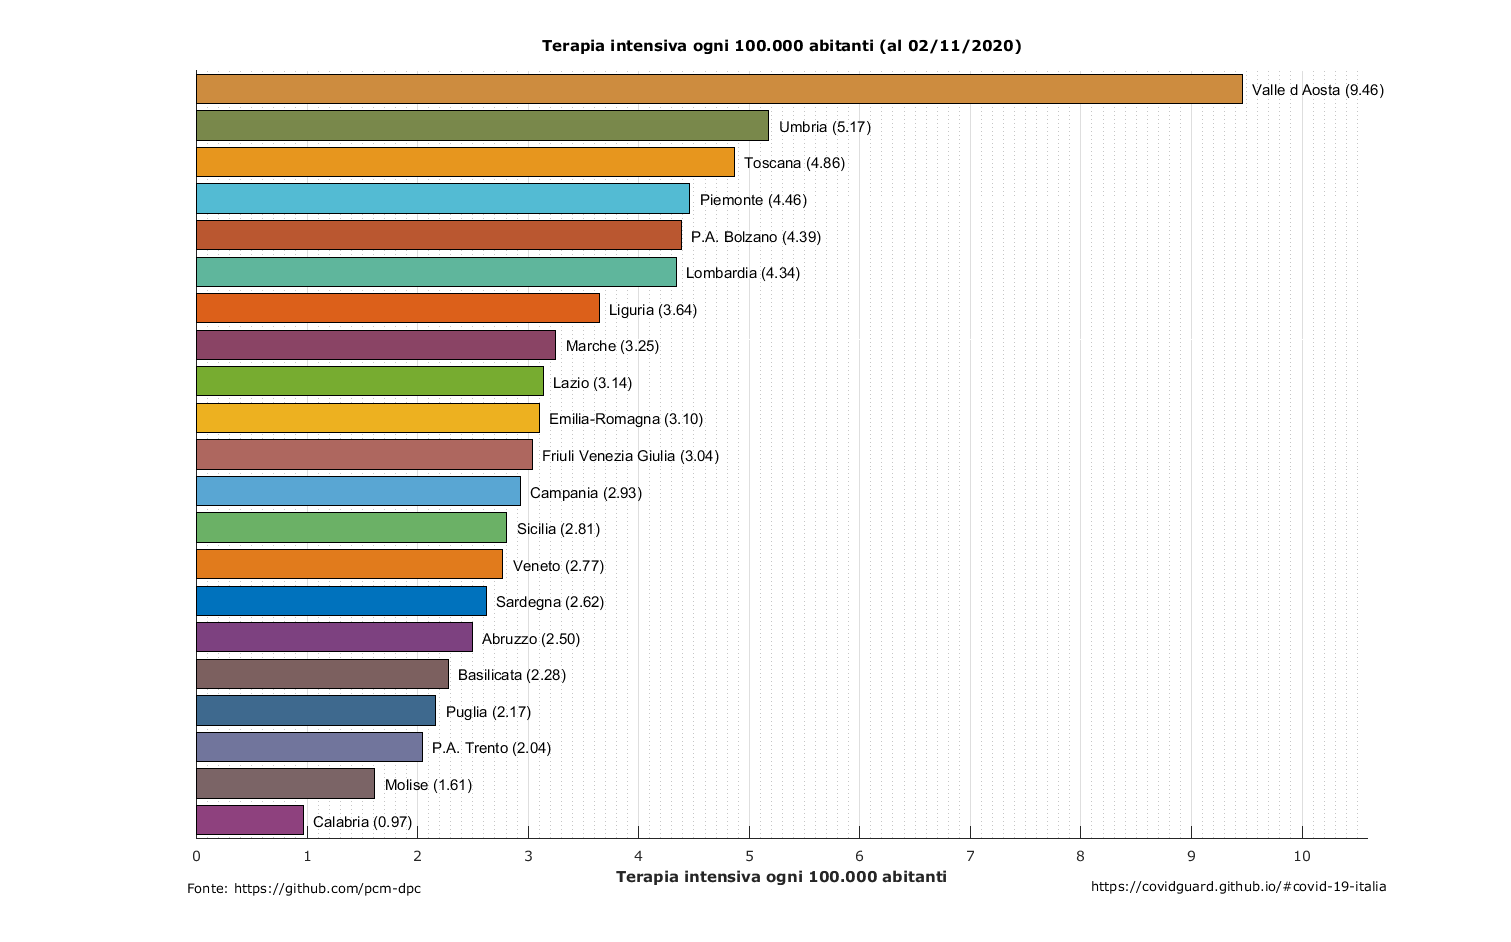 Terapia intensiva ogni 100.000 abitanti (al 02/11/2020)
Valle d Aosta (9.46)
Umbria (5.17)
Toscana (4.86)
Piemonte (4.46)
P.A. Bolzano (4.39)
Lombardia (4.34)
Liguria (3.64)
Marche (3.25)
Lazio (3.14)
Emilia-Romagna (3.10)
Friuli Venezia Giulia (3.04)
Campania (2.93)
Sicilia (2.81)
Veneto (2.77)
Sardegna (2.62)
Abruzzo (2.50)
Basilicata (2.28)
Puglia (2.17)
P.A. Trento (2.04)
Molise (1.61)
Calabria (0.97)
0 1 2 3 4 5 6 7 8 9 10
Terapia intensiva ogni 100.000 abitanti
Fonte: https://github.com/pcm-dpc
https://covidguard.github.io/#covid-19-italia